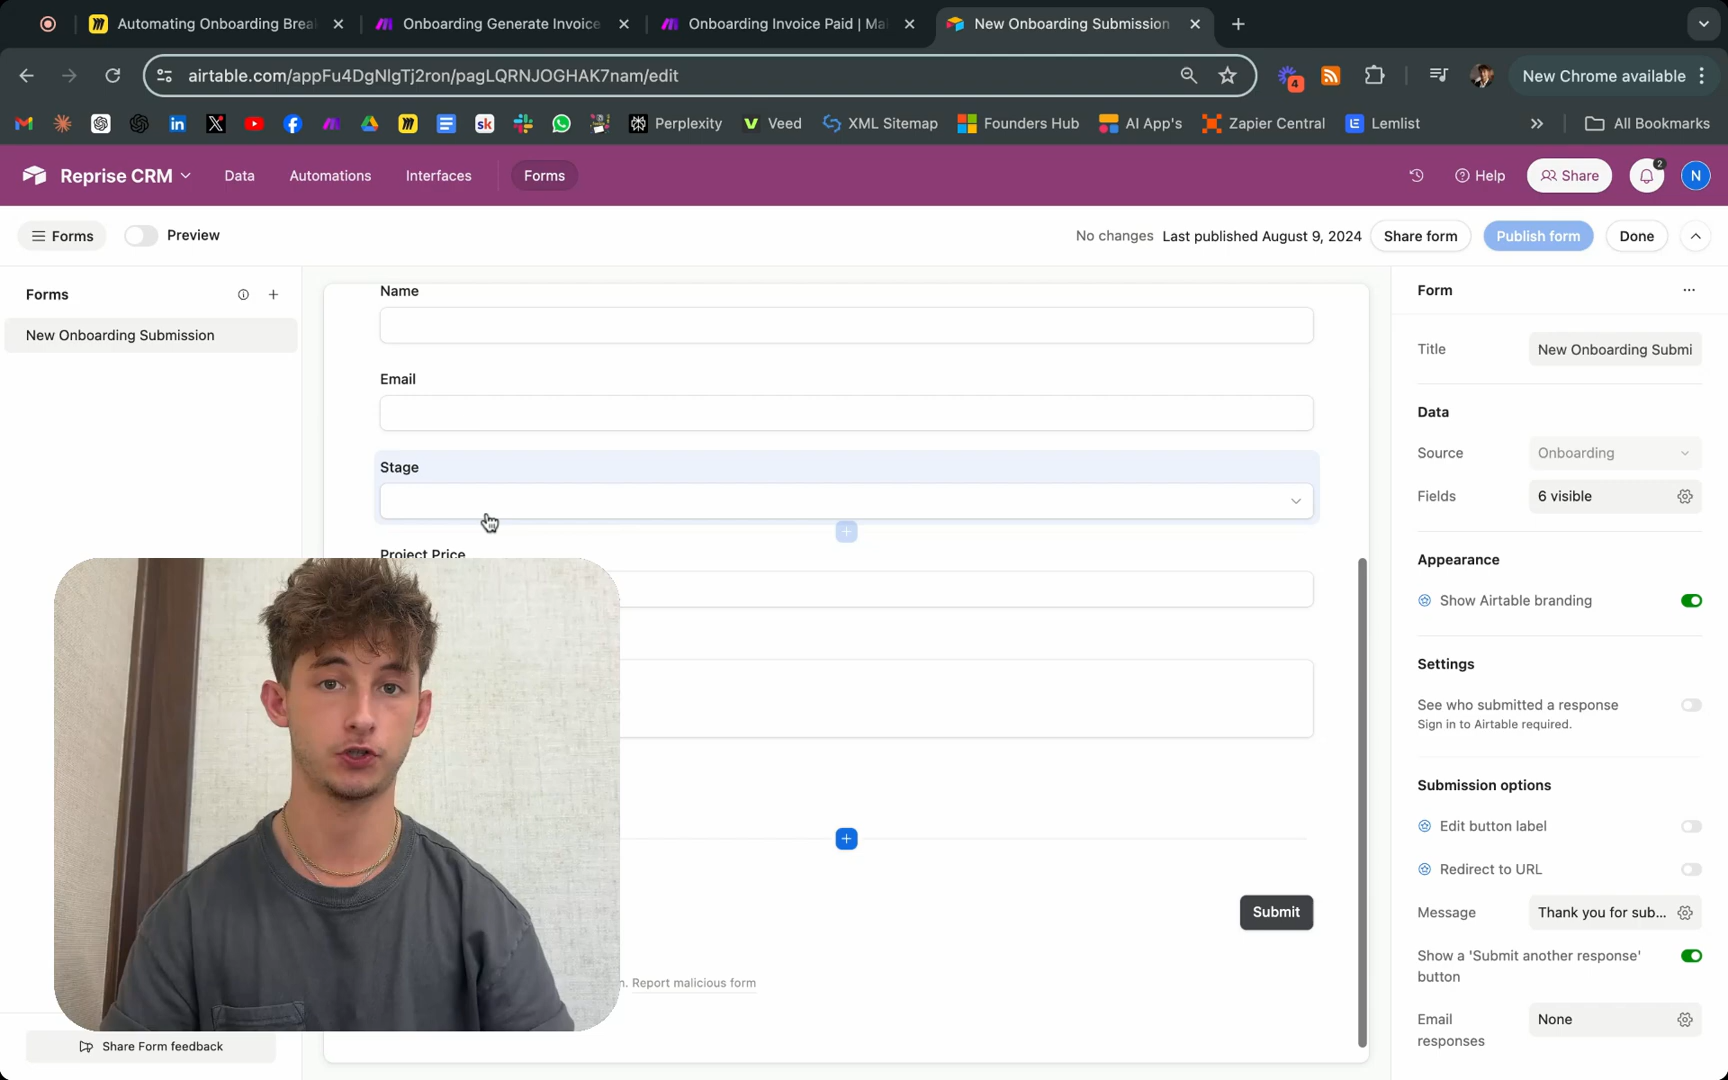 Automating Onboarding Brea
Onboarding Generate Invoice
Onboarding Invoice Paid | Ma
New Onboarding Submission
airtable.com/appFu4DgNlgTj2ron/pagLQRNJOGHAK7nam/edit
4
New Chrome available
sk
Perplexity
Veed
XML Sitemap
Founders Hub
AI App's
Zapier Central
Lemlist
All Bookmarks
Reprise CRM
Data
Automations
Interfaces
Forms
Help
Share
2
N
Forms
Preview
No changes
Last published August 9, 2024
Share form
Publish form
Done
Forms
New Onboarding Submission
Name
Email
Stage
Project Price
Submit
n. Report malicious form
Share Form feedback
Form
Title
New Onboarding Submi
Data
Source
Onboarding
Fields
6 visible
Appearance
Show Airtable branding
Settings
See who submitted a response
Sign in to Airtable required.
Submission options
Edit button label
Redirect to URL
Message
Thank you for sub...
Show a 'Submit another response'
button
Email
responses
None